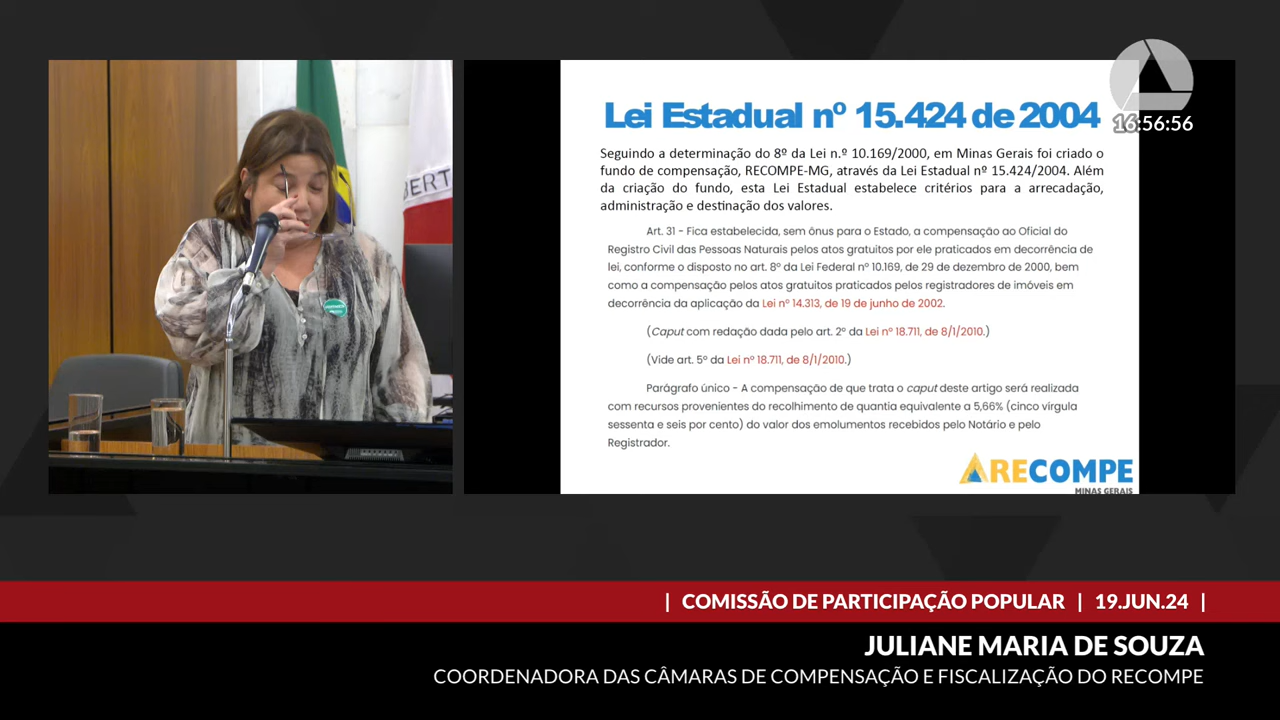 BERT
Lei Estadual nº 15.424 de 2004
16:56:56
Seguindo a determinação do 8º da Lei n.º 10.169/2000, em Minas Gerais foi criado o
fundo de compensação, RECOMPE-MG, através da Lei Estadual nº 15.424/2004. Além
da criação do fundo, esta Lei Estadual estabelece critérios para a arrecadação,
administração e destinação dos valores.
Art. 31 - Fica estabelecida, sem ônus para o Estado, a compensação ao Oficial do
Registro Civil das Pessoas Naturais pelos atos gratuitos por ele praticados em decorrência de
lei, conforme o disposto no art. 8º da Lei Federal nº 10.169, de 29 de dezembro de 2000, bem
como a compensação pelos atos gratuitos praticados pelos registradores de imóveis em
decorrência da aplicação da Lei nº 14.313, de 19 de junho de 2002.
(Caput com redação dada pelo art. 2º da Lei nº 18.711, de 8/1/2010.)
(Vide art. 5º da Lei nº 18.711, de 8/1/2010.)
Parágrafo único - A compensação de que trata o caput deste artigo será realizada
com recursos provenientes do recolhimento de quantia equivalente a 5,66% (cinco vírgula
sessenta e seis por cento) do valor dos emolumentos recebidos pelo Notário e pelo
Registrador.
RECOMPE
MINAS GERAIS
| COMISSÃO DE PARTICIPAÇÃO POPULAR | 19.JUN.24 |
JULIANE MARIA DE SOUZA
COORDENADORA DAS CÂMARAS DE COMPENSAÇÃO E FISCALIZAÇÃO DO RECOMPE